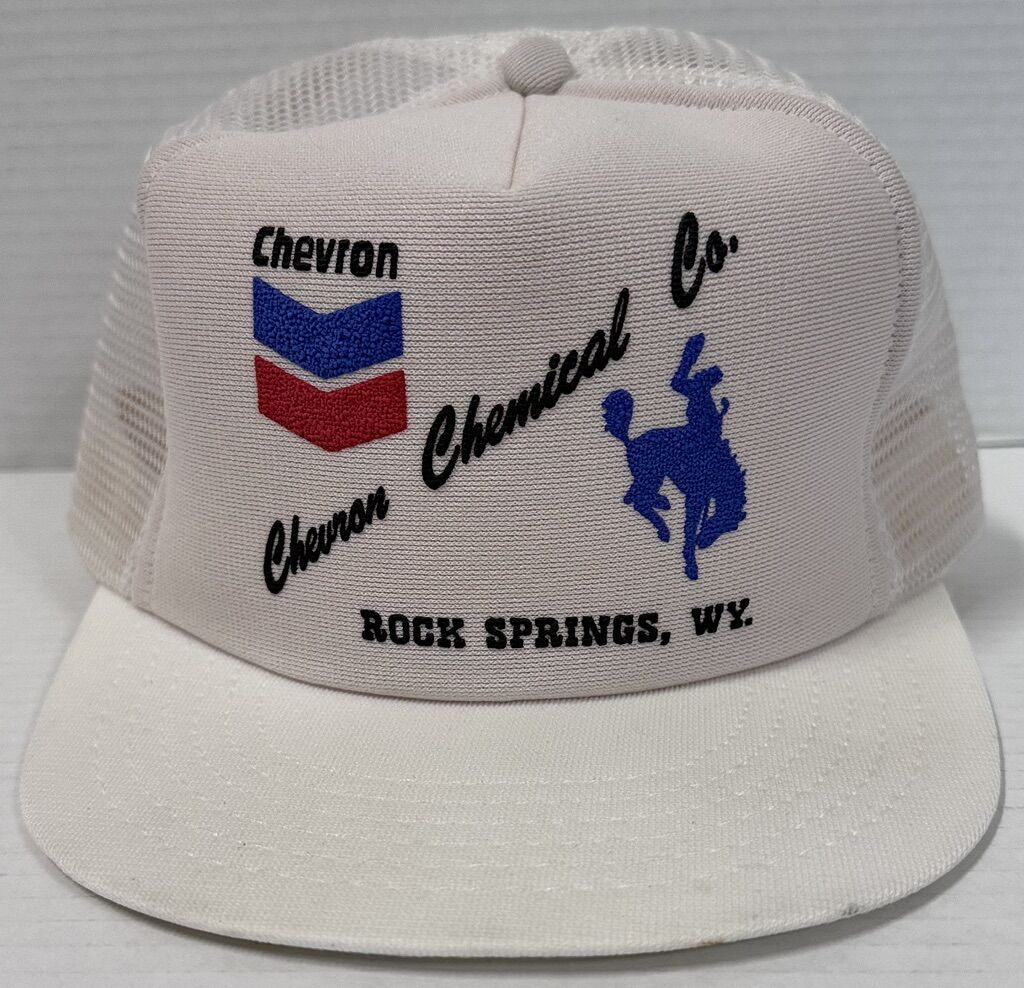 Chevron
Chevron Chemical Co.
ROCK SPRINGS, WY.